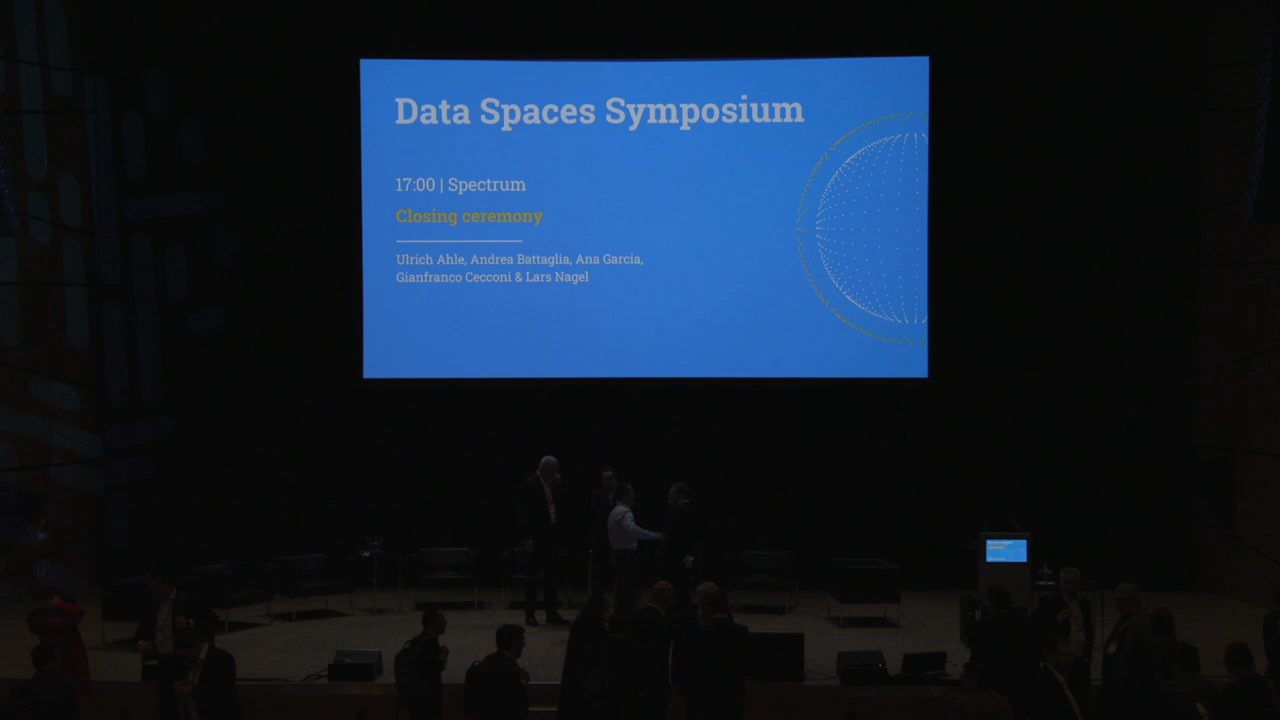 Data Spaces Symposium
17:00 | Spectrum
Closing ceremony
Ulrich Ahle, Andrea Battaglia, Ana Garcia,
Gianfranco Cecconi & Lars Nagel